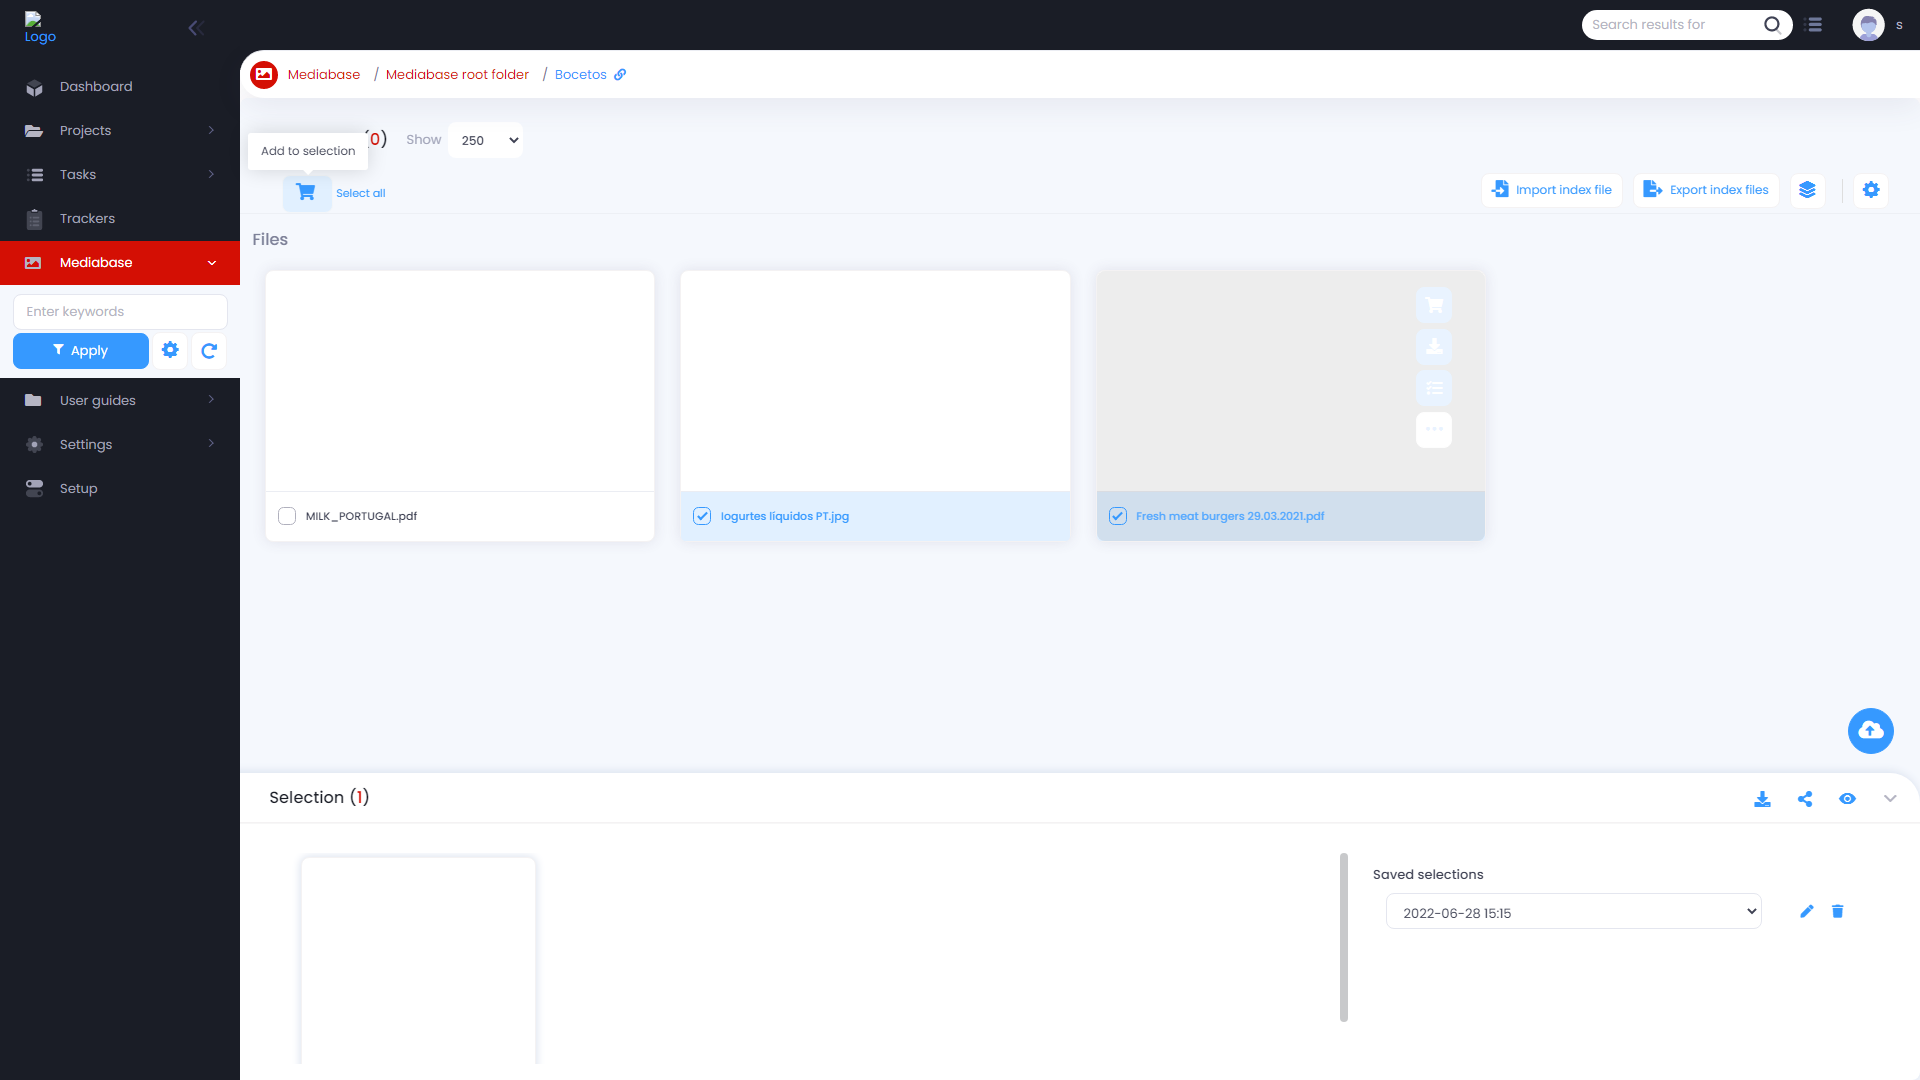 Logo
Search results for
s
Dashboard
Projects
Tasks
Trackers
Mediabase
Enter keywords
Apply
User guides
Settings
Setup
Mediabase / Mediabase root folder / Bocetos
(0) Show 250
Add to selection
Select all
Import index file
Export index files
Files
MILK_PORTUGAL.pdf
Iogurtes líquidos PT.jpg
Fresh meat burgers 29.03.2021.pdf
Selection (1)
Saved selections
2022-06-28 15:15